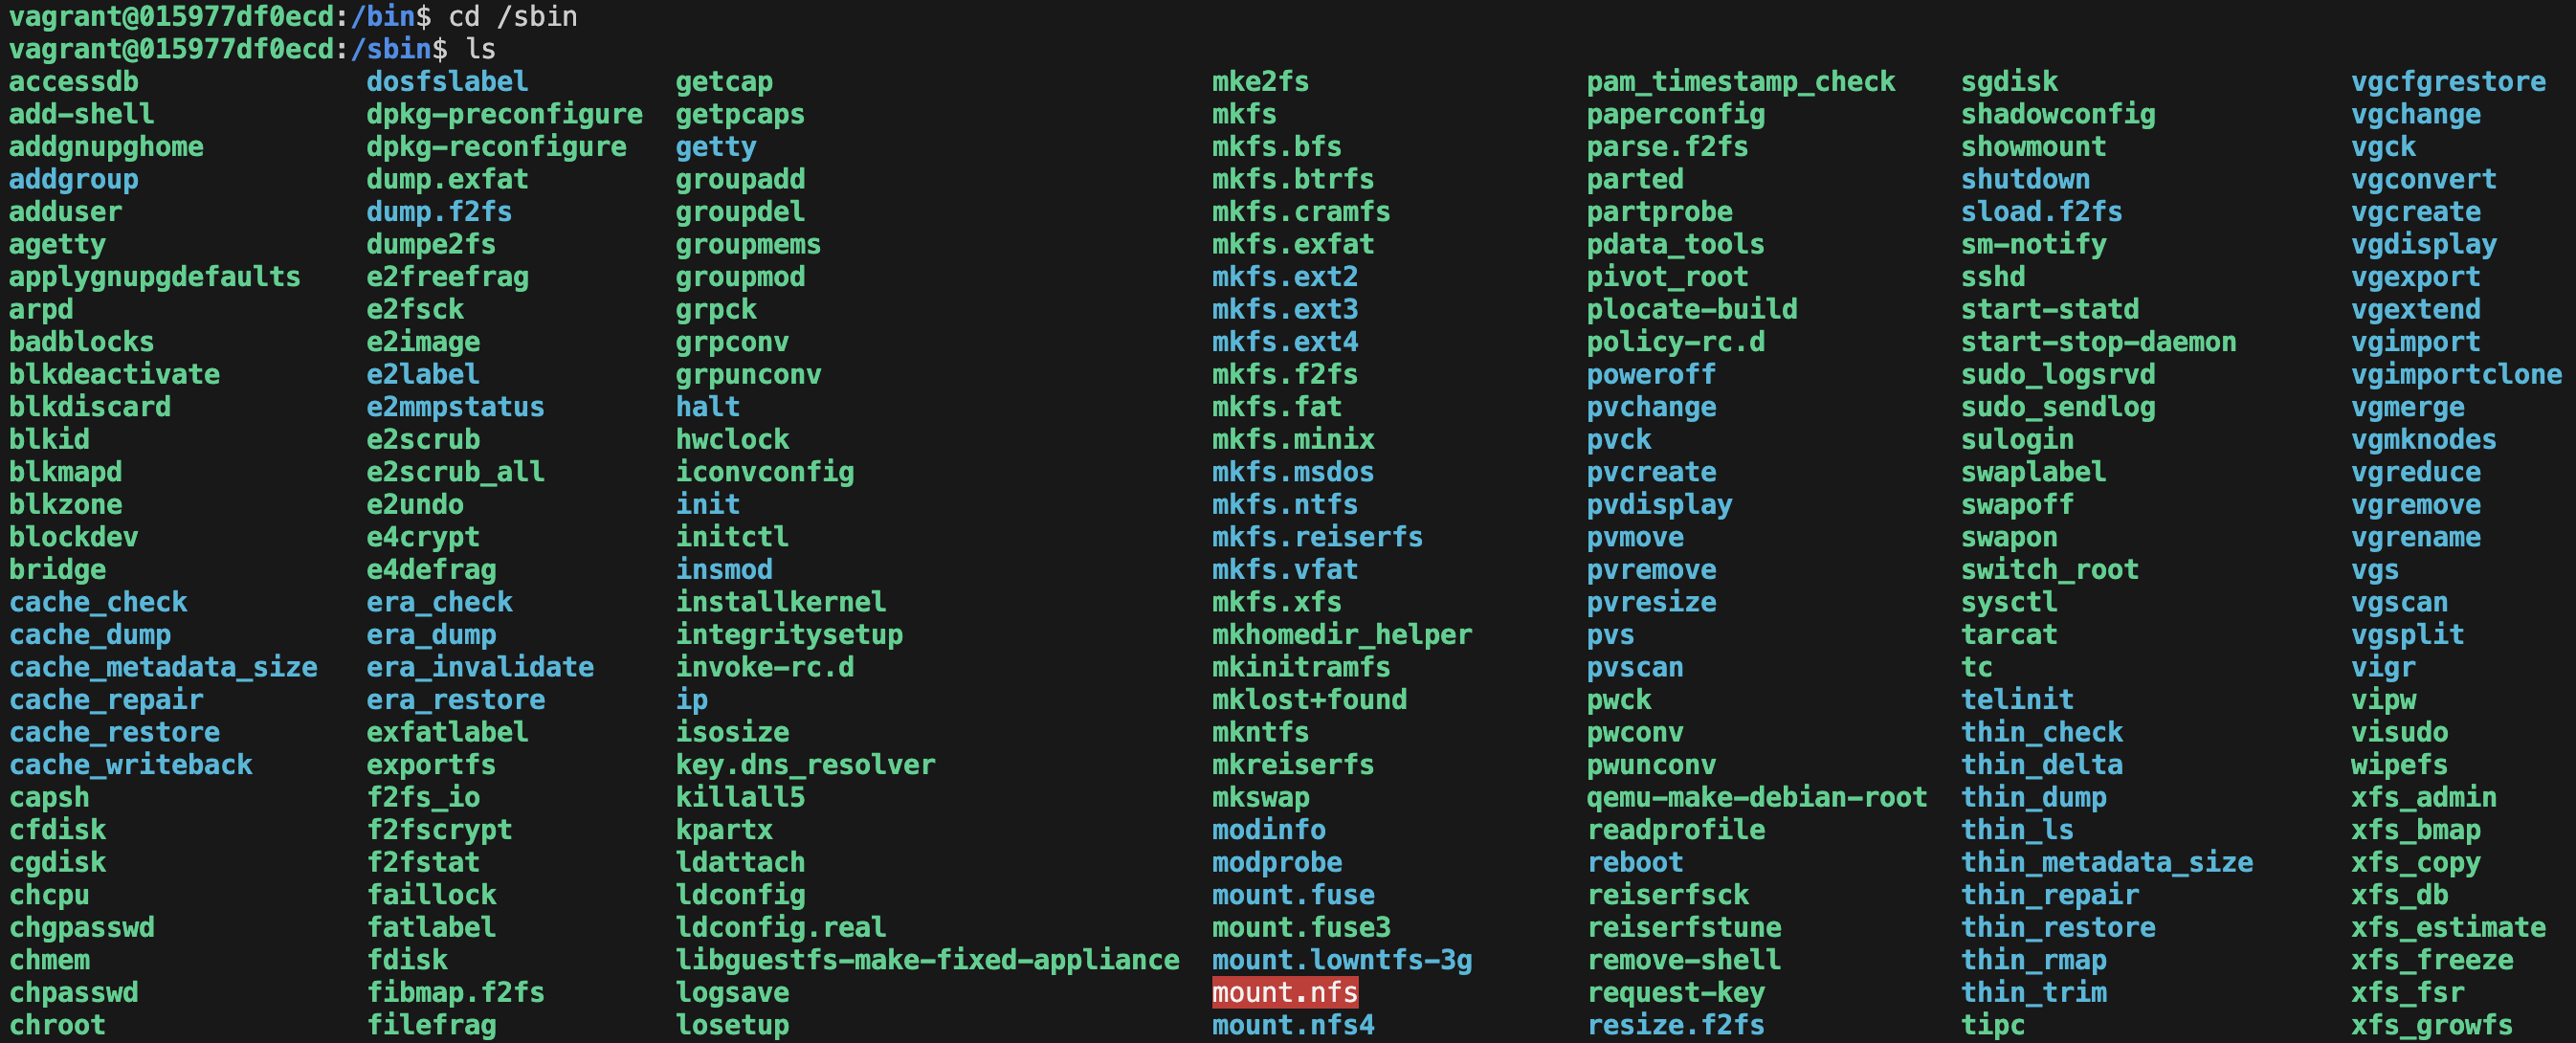 vagrant@015977df0ecd:/bin$ cd /sbin
vagrant@015977df0ecd:/sbin$ ls
accessdb dosfslabel getcap mke2fs pam_timestamp_check sgdisk vgcfgrestore
add-shell dpkg-preconfigure getpcaps mkfs paperconfig shadowconfig vgchange
addgnupghome dpkg-reconfigure getty mkfs.bfs parse.f2fs showmount vgck
addgroup dump.exfat groupadd mkfs.btrfs parted shutdown vgconvert
adduser dump.f2fs groupdel mkfs.cramfs partprobe sload.f2fs vgcreate
agetty dumpe2fs groupmems mkfs.exfat pdata_tools sm-notify vgdisplay
applygnupgdefaults e2freefrag groupmod mkfs.ext2 pivot_root sshd vgexport
arpd e2fsck grpck mkfs.ext3 plocate-build start-statd vgextend
badblocks e2image grpconv mkfs.ext4 policy-rc.d start-stop-daemon vgimport
blkdeactivate e2label grpunconv mkfs.f2fs poweroff sudo_logsrvd vgimportclone
blkdiscard e2mmpstatus halt mkfs.fat pvchange sudo_sendlog vgmerge
blkid e2scrub hwclock mkfs.minix pvck sulogin vgmknodes
blkmapd e2scrub_all iconvconfig mkfs.msdos pvcreate swaplabel vgreduce
blkzone e2undo init mkfs.ntfs pvdisplay swapoff vgremove
blockdev e4crypt initctl mkfs.reiserfs pvmove swapon vgrename
bridge e4defrag insmod mkfs.vfat pvremove switch_root vgs
cache_check era_check installkernel mkfs.xfs pvresize sysctl vgscan
cache_dump era_dump integritysetup mkhomedir_helper pvs tarcat vgsplit
cache_metadata_size era_invalidate invoke-rc.d mkinitramfs pvscan tc vigr
cache_repair era_restore ip mklost+found pwck telinit vipw
cache_restore exfatlabel isosize mkntfs pwconv thin_check visudo
cache_writeback exportfs key.dns_resolver mkreiserfs pwunconv thin_delta wipefs
capsh f2fs_io killall5 mkswap qemu-make-debian-root thin_dump xfs_admin
cfdisk f2fscrypt kpartx modinfo readprofile thin_ls xfs_bmap
cgdisk f2fstat ldattach modprobe reboot thin_metadata_size xfs_copy
chcpu faillock ldconfig mount.fuse reiserfsck thin_repair xfs_db
chgpasswd fatlabel ldconfig.real mount.fuse3 reiserfstune thin_restore xfs_estimate
chmem fdisk libguestfs-make-fixed-appliance mount.lowntfs-3g remove-shell thin_rmap xfs_freeze
chpasswd fibmap.f2fs logsave mount.nfs request-key thin_trim xfs_fsr
chroot filefrag losetup mount.nfs4 resize.f2fs tipc xfs_growfs